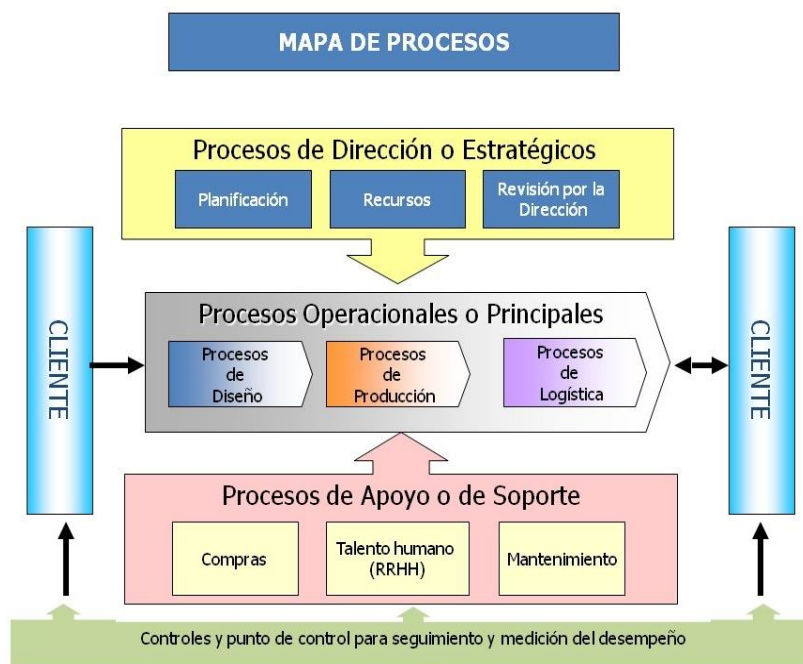 MAPA DE PROCESOS
Procesos de Dirección o Estratégicos
Planificación
Recursos
Revisión por la
Dirección
CLIENTE
Procesos Operacionales o Principales
Procesos
de
Diseño
Procesos
de
Producción
Procesos
de
Logística
CLIENTE
Procesos de Apoyo o de Soporte
Compras
Talento humano
(RRHH)
Mantenimiento
Controles y punto de control para seguimiento y medición del desempeño